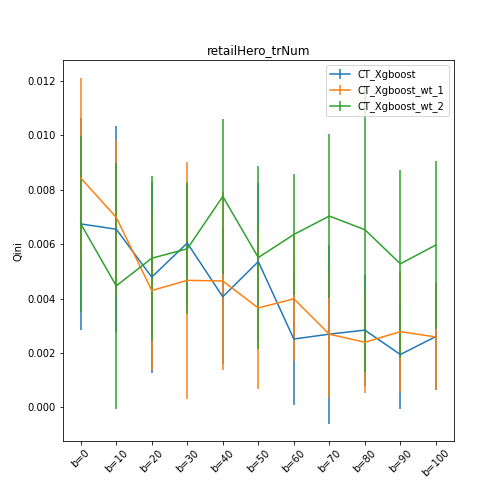 retailHero_trNum
CT_Xgboost
CT_Xgboost_wt_1
CT_Xgboost_wt_2
Qini
0.012
0.010
0.008
0.006
0.004
0.002
0.000
b=0
b=10
b=20
b=30
b=40
b=50
b=60
b=70
b=80
b=90
b=100